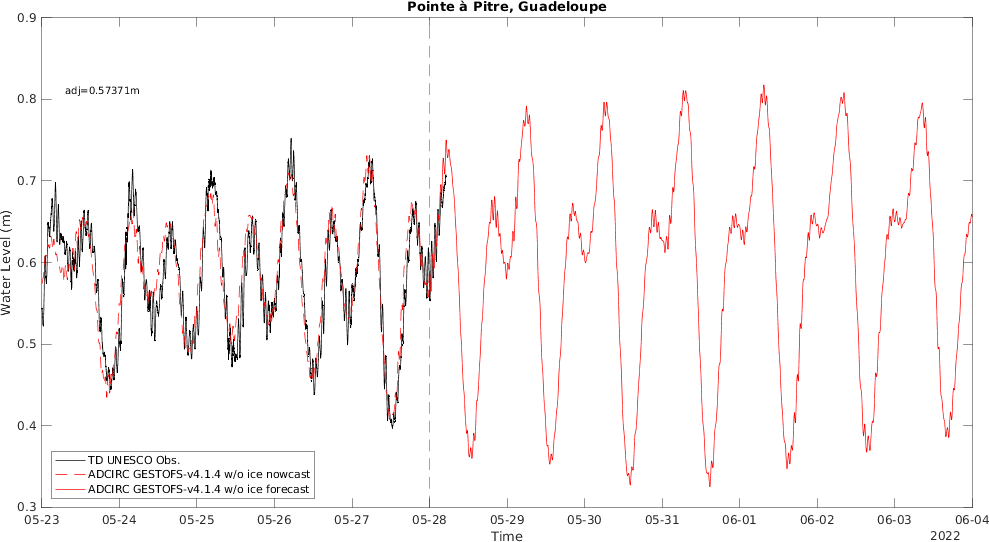 Pointe à Pitre, Guadeloupe
0.9
0.8
0.7
0.6
0.5
0.4
0.3
Water Level (m)
adj=0.57371m
TD UNESCO Obs.
ADCIRC GESTOFS-v4.1.4 w/o ice nowcast
ADCIRC GESTOFS-v4.1.4 w/o ice forecast
05-23 05-24 05-25 05-26 05-27 05-28 05-29 05-30 05-31 06-01 06-02 06-03 06-04
Time
2022